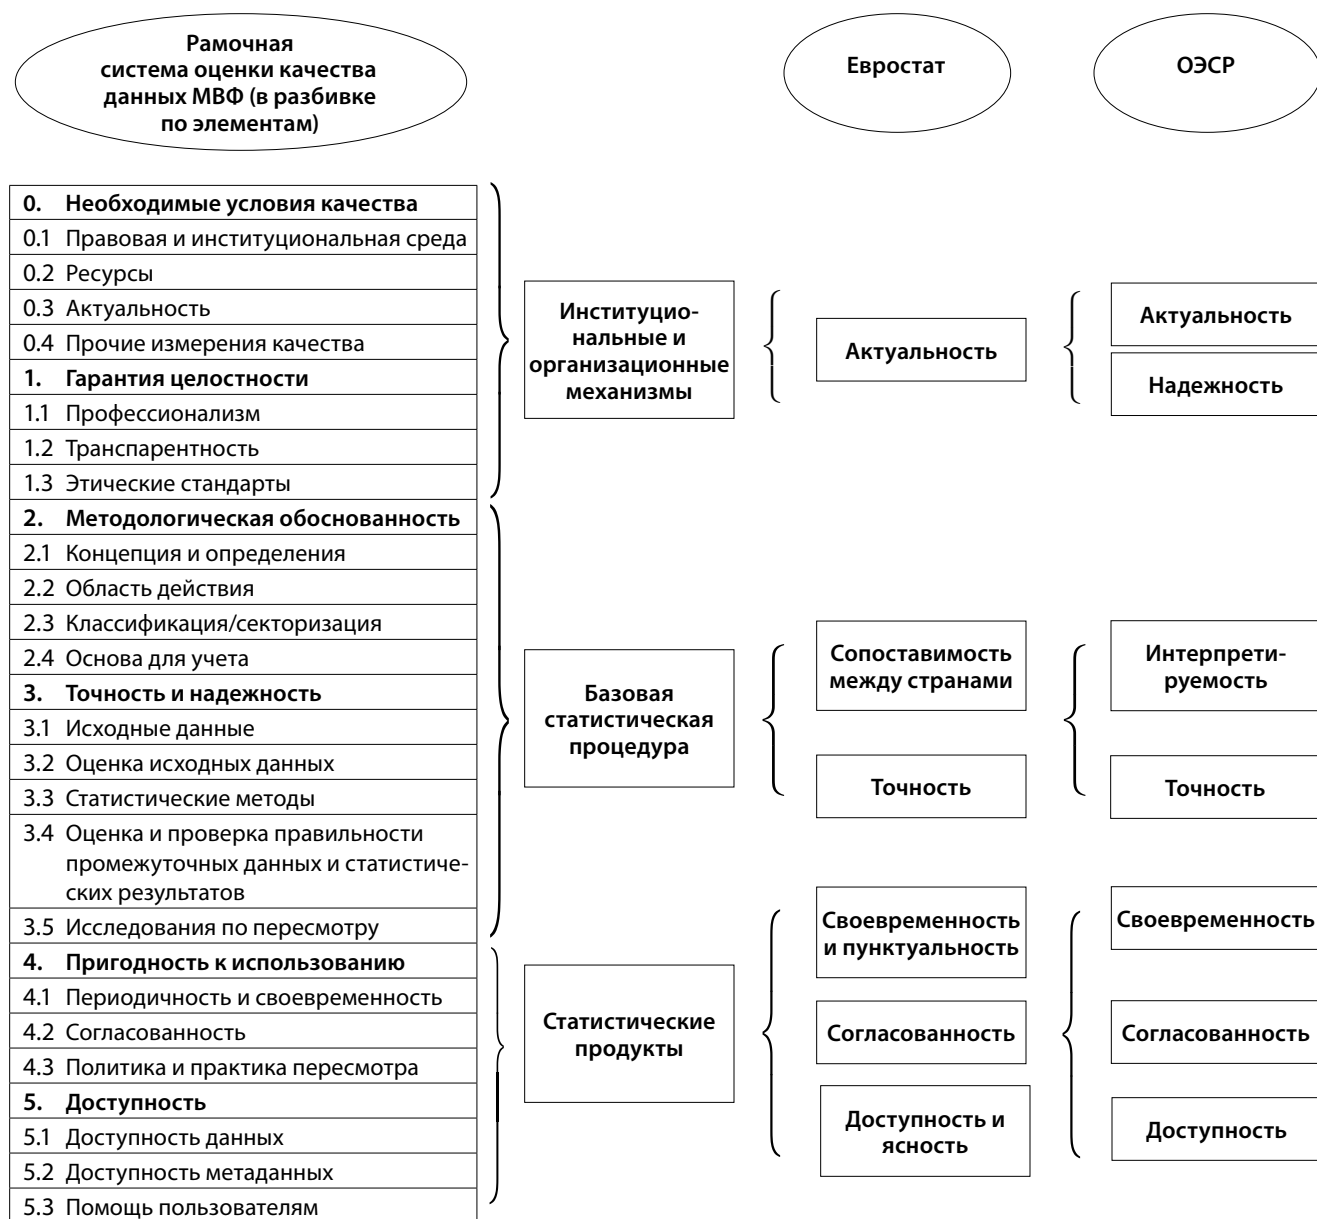 Рамочная
система оценки качества
данных МВФ (в разбивке
по элементам)
Евростат
ОЭСР
0. Необходимые условия качества
0.1 Правовая и институциональная среда
0.2 Ресурсы
0.3 Актуальность
0.4 Прочие измерения качества
1. Гарантия целостности
1.1 Профессионализм
1.2 Транспарентность
1.3 Этические стандарты
2. Методологическая обоснованность
2.1 Концепция и определения
2.2 Область действия
2.3 Классификация/секторизация
2.4 Основа для учета
3. Точность и надежность
3.1 Исходные данные
3.2 Оценка исходных данных
3.3 Статистические методы
3.4 Оценка и проверка правильности
промежуточных данных и статистиче-
ских результатов
3.5 Исследования по пересмотру
4. Пригодность к использованию
4.1 Периодичность и своевременность
4.2 Согласованность
4.3 Политика и практика пересмотра
5. Доступность
5.1 Доступность данных
5.2 Доступность метаданных
5.3 Помощь пользователям
Институцио-
нальные и
организационные
механизмы
Актуальность
Актуальность
Надежность
Базовая
статистическая
процедура
Сопоставимость
между странами
Точность
Интерпрети-
руемость
Точность
Статистические
продукты
Своевременность
и пунктуальность
Согласованность
Доступность и
ясность
Своевременность
Согласованность
Доступность